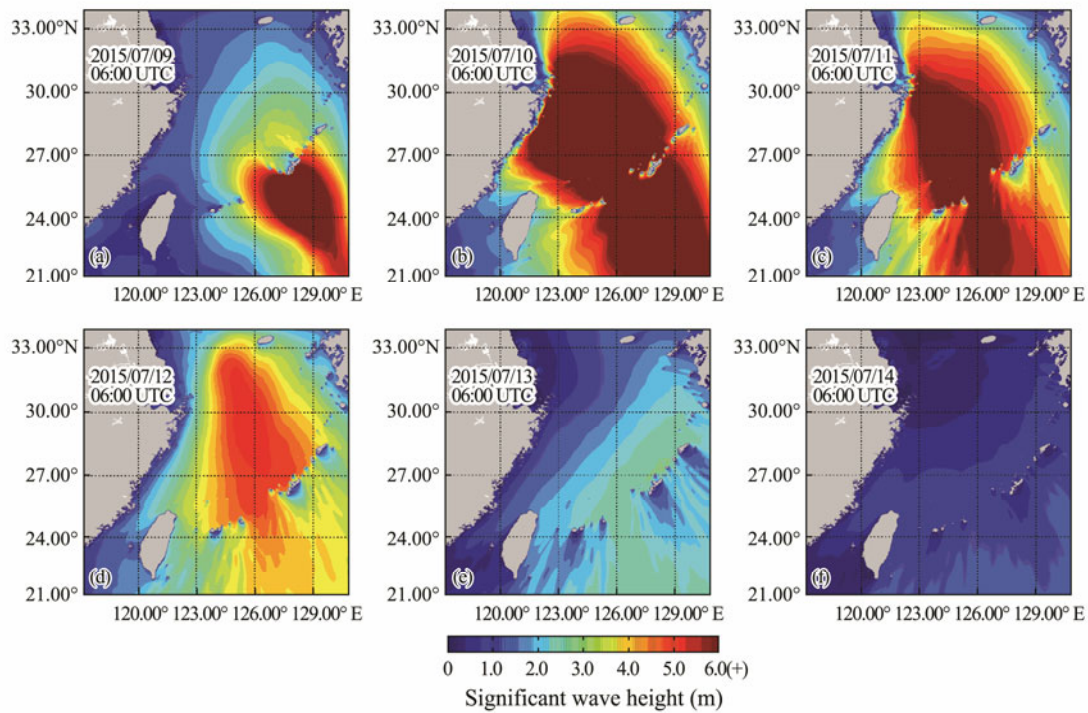 33.00°N
2015/07/09
06:00 UTC
30.00°
27.00°
24.00°
(a)
21.00°
120.00° 123.00° 126.00° 129.00° E
33.00°N
2015/07/10
06:00 UTC
30.00°
27.00°
24.00°
(b)
21.00°
120.00° 123.00° 126.00° 129.00° E
33.00°N
2015/07/11
06:00 UTC
30.00°
27.00°
24.00°
(c)
21.00°
120.00° 123.00° 126.00° 129.00° E
33.00°N
2015/07/12
06:00 UTC
30.00°
27.00°
24.00°
(d)
21.00°
120.00° 123.00° 126.00° 129.00° E
33.00°N
2015/07/13
06:00 UTC
30.00°
27.00°
24.00°
(e)
21.00°
120.00° 123.00° 126.00° 129.00° E
33.00°N
2015/07/14
06:00 UTC
30.00°
27.00°
24.00°
(f)
21.00°
120.00° 123.00° 126.00° 129.00° E
0 1.0 2.0 3.0 4.0 5.0 6.0(+)
Significant wave height (m)